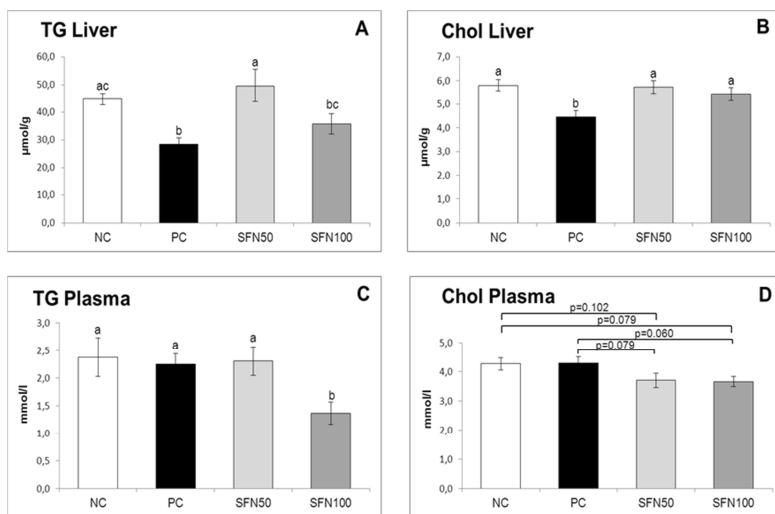 TG Liver
A
60,0
50,0
40,0
30,0
20,0
10,0
0,0
µmol/g
ac
b
a
bc
NC PC SFN50 SFN100
Chol Liver
B
7,0
6,0
5,0
4,0
3,0
2,0
1,0
0,0
µmol/g
a
b
a
a
NC PC SFN50 SFN100
TG Plasma
C
3,0
2,5
2,0
1,5
1,0
0,5
0,0
mmol/l
a
a
a
b
NC PC SFN50 SFN100
Chol Plasma
D
p=0.102
p=0.079
p=0.060
p=0.079
5,0
4,0
3,0
2,0
1,0
0,0
mmol/l
NC PC SFN50 SFN100